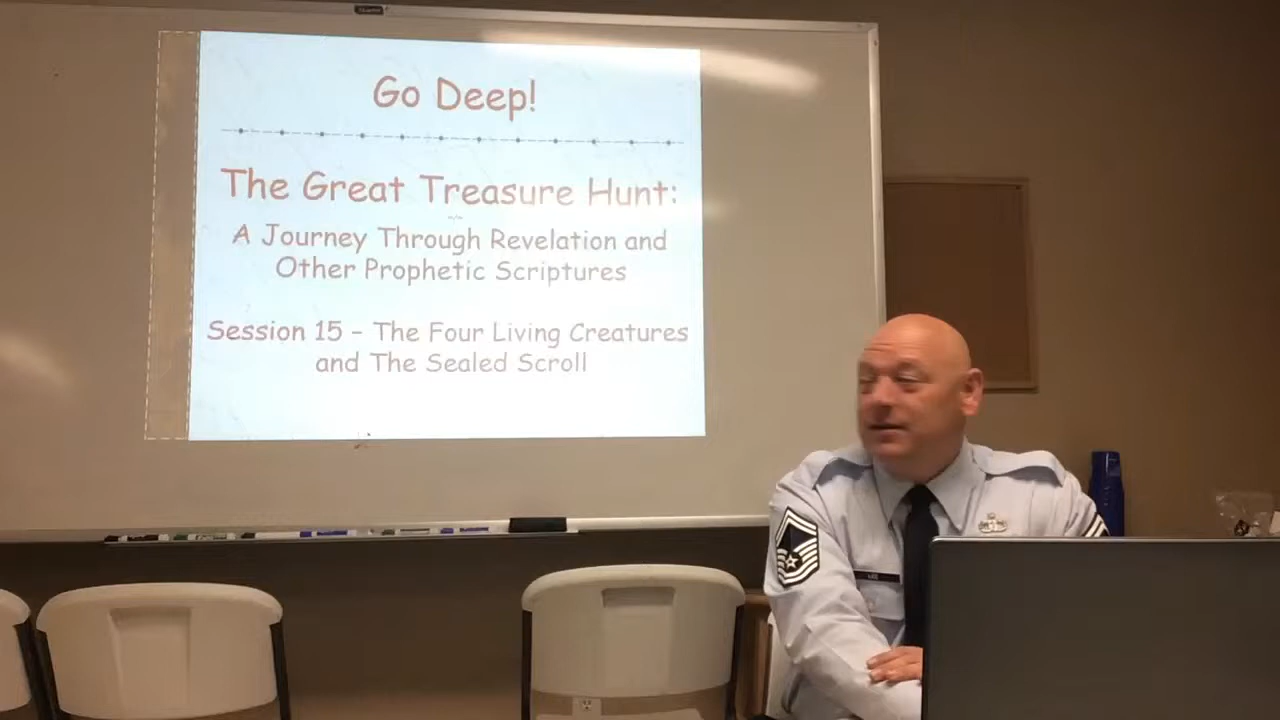 Go Deep!
The Great Treasure Hunt:
A Journey Through Revelation and
Other Prophetic Scriptures
Session 15 – The Four Living Creatures
and The Sealed Scroll
LEE